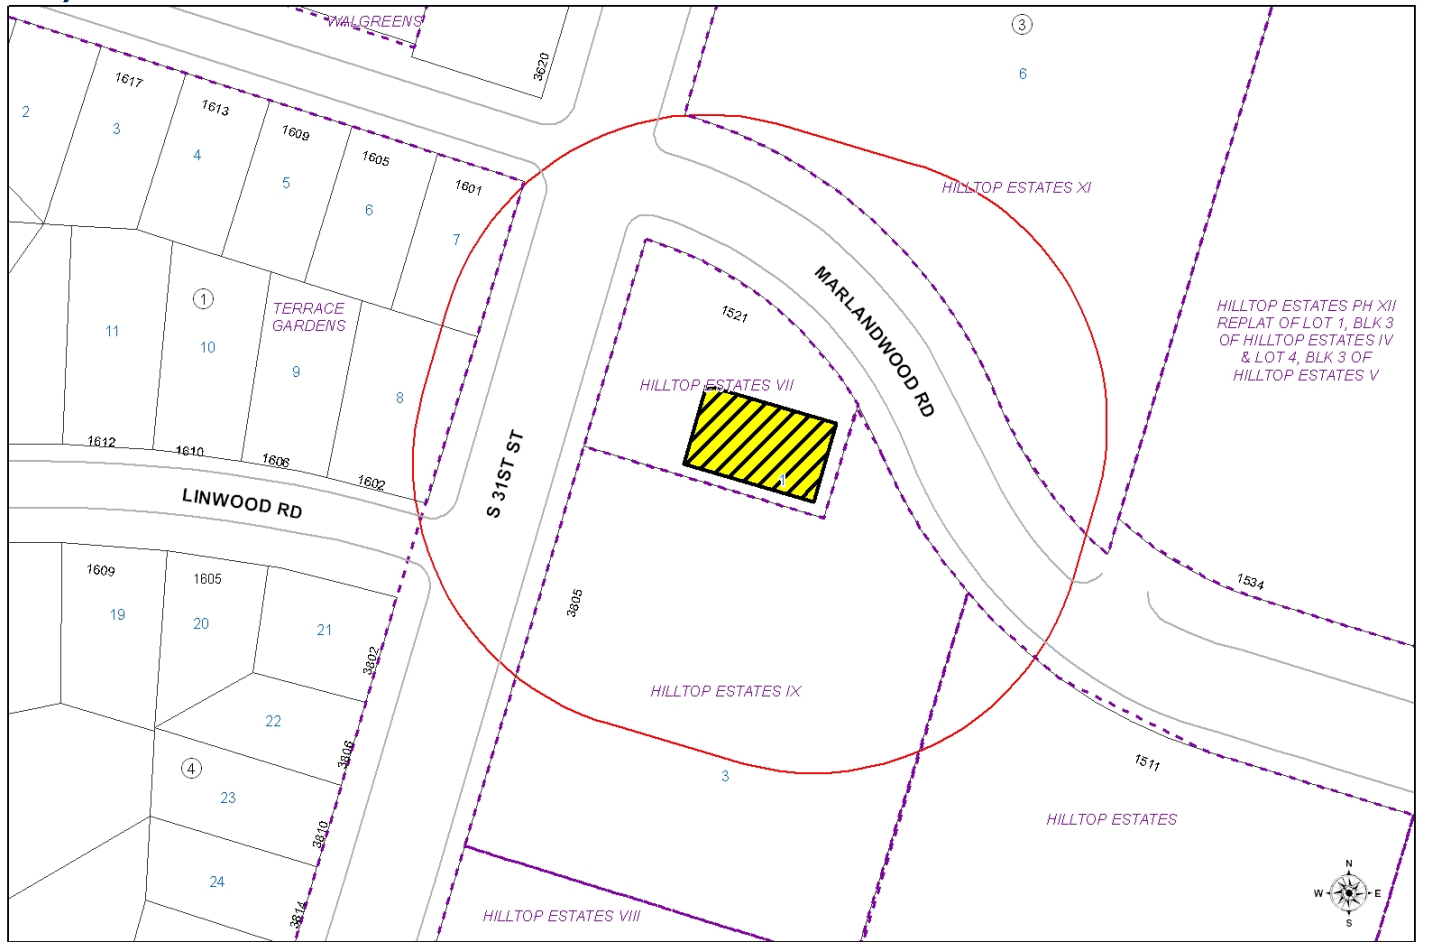 WALGREENS
3620
3
6
1617
2
3
1613
4
1609
5
1605
6
1601
7
HILLTOP ESTATES XI
MARLANDWOOD RD
1521
HILLTOP ESTATES PH XII
REPLAT OF LOT 1, BLK 3
OF HILLTOP ESTATES IV
& LOT 4, BLK 3 OF
HILLTOP ESTATES V
1
TERRACE
GARDENS
11
10
9
8
HILLTOP ESTATES VII
1
1612
1610
1606
1602
LINWOOD RD
S 31ST ST
1609
19
1605
20
21
3805
1534
3802
22
HILLTOP ESTATES IX
3806
4
23
3
1511
3810
24
HILLTOP ESTATES
3814
HILLTOP ESTATES VIII
N
W E
S